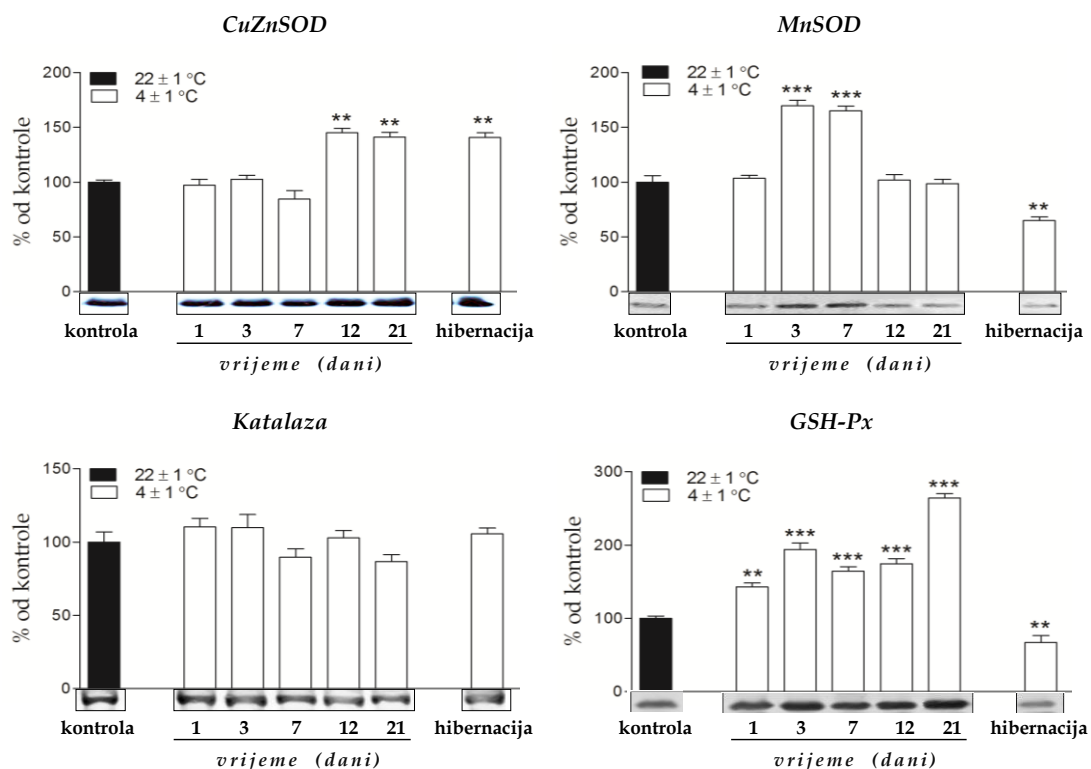 CuZnSOD
22 ± 1 °C
4 ± 1 °C
% od kontrole
200
150
100
50
0
** ** **
kontrola 1 3 7 12 21 hibernacija
vrijeme (dani)
MnSOD
22 ± 1 °C
4 ± 1 °C
% od kontrole
200
150
100
50
0
*** *** **
kontrola 1 3 7 12 21 hibernacija
vrijeme (dani)
Katalaza
22 ± 1 °C
4 ± 1 °C
% od kontrole
150
100
50
0
kontrola 1 3 7 12 21 hibernacija
vrijeme (dani)
GSH-Px
22 ± 1 °C
4 ± 1 °C
% od kontrole
300
200
100
0
** *** *** *** *** **
kontrola 1 3 7 12 21 hibernacija
vrijeme (dani)